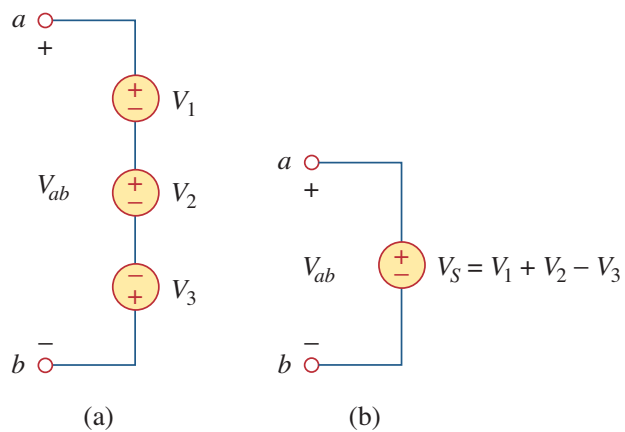 a
+
+
−
V1
Vab
+
−
V2
−
+
V3
−
b
(a)
a
+
Vab
+
−
VS = V1 + V2 − V3
−
b
(b)